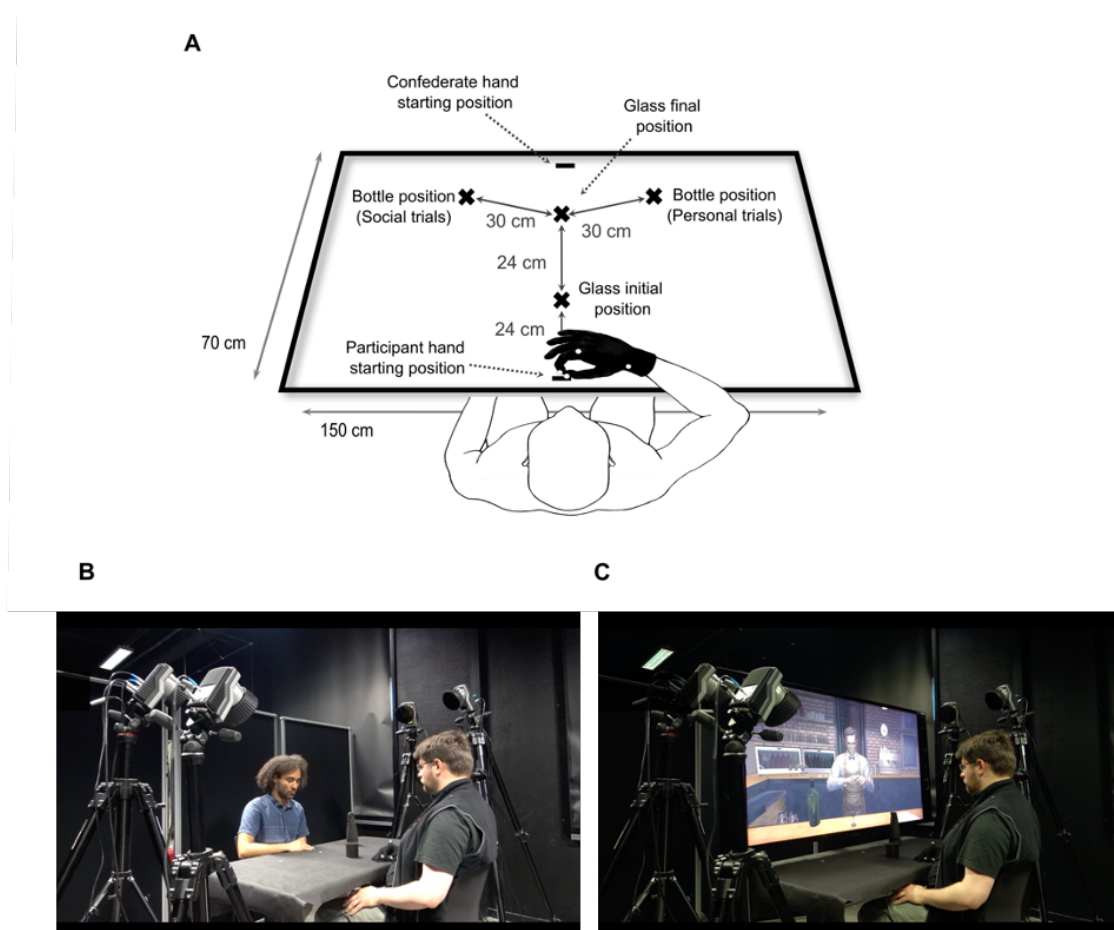 A
Confederate hand
starting position
Glass final
position
Bottle position
(Social trials)
Bottle position
(Personal trials)
30 cm
30 cm
24 cm
Glass initial
position
24 cm
70 cm
Participant hand
starting position
150 cm
B
C